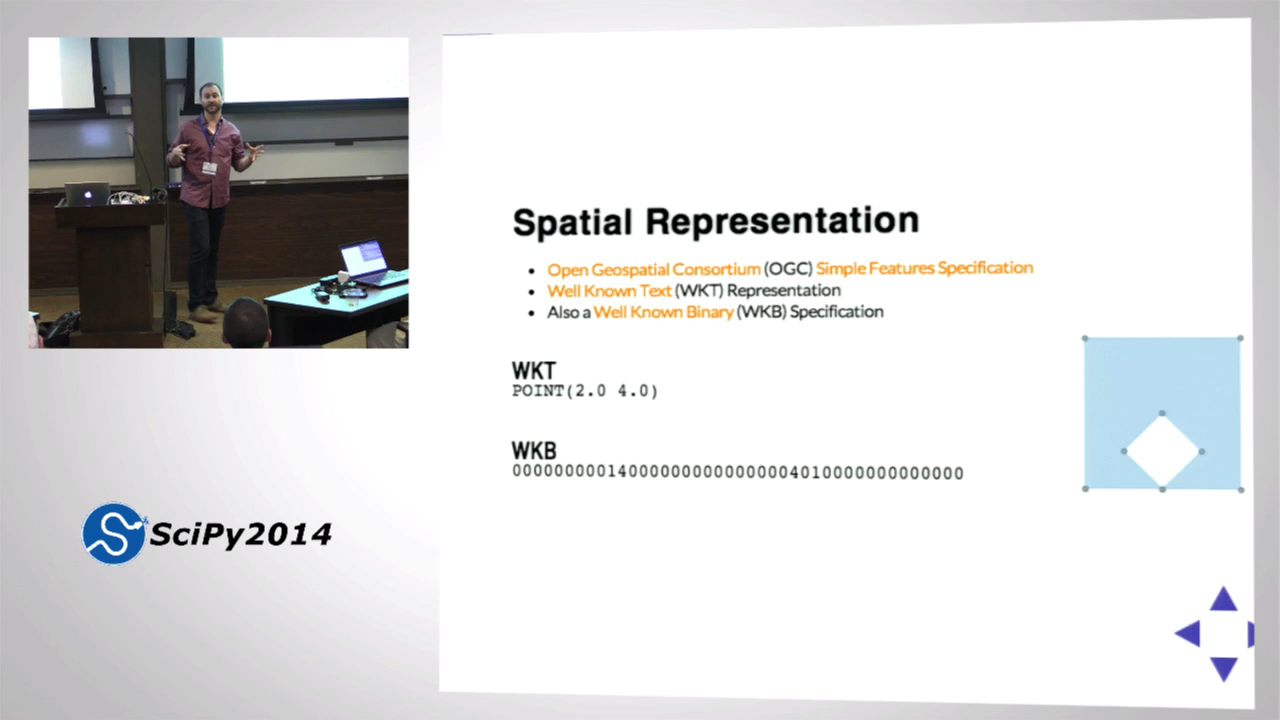 Spatial Representation
• Open Geospatial Consortium (OGC) Simple Features Specification
• Well Known Text (WKT) Representation
• Also a Well Known Binary (WKB) Specification
WKT
POINT(2.0 4.0)
WKB
000000000140000000000000004010000000000000
SciPy2014